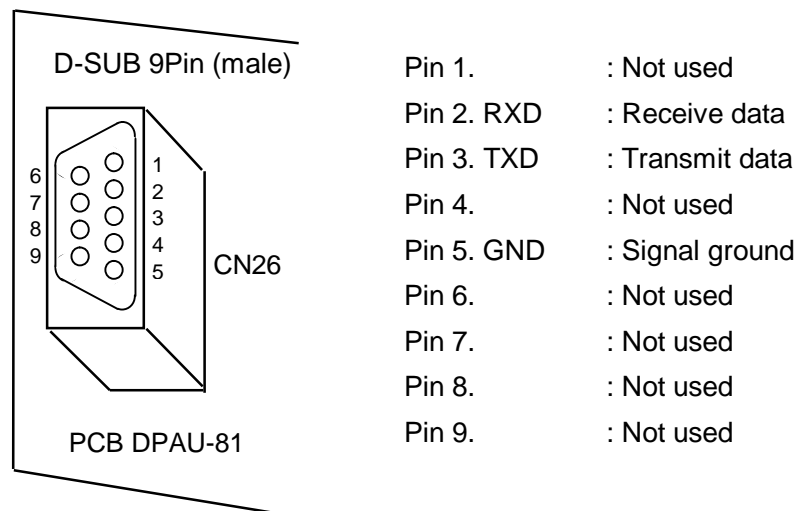 D-SUB 9Pin (male)
6
7
8
9
1
2
3
4
5
CN26
PCB DPAU-81
Pin 1. : Not used
Pin 2. RXD : Receive data
Pin 3. TXD : Transmit data
Pin 4. : Not used
Pin 5. GND : Signal ground
Pin 6. : Not used
Pin 7. : Not used
Pin 8. : Not used
Pin 9. : Not used